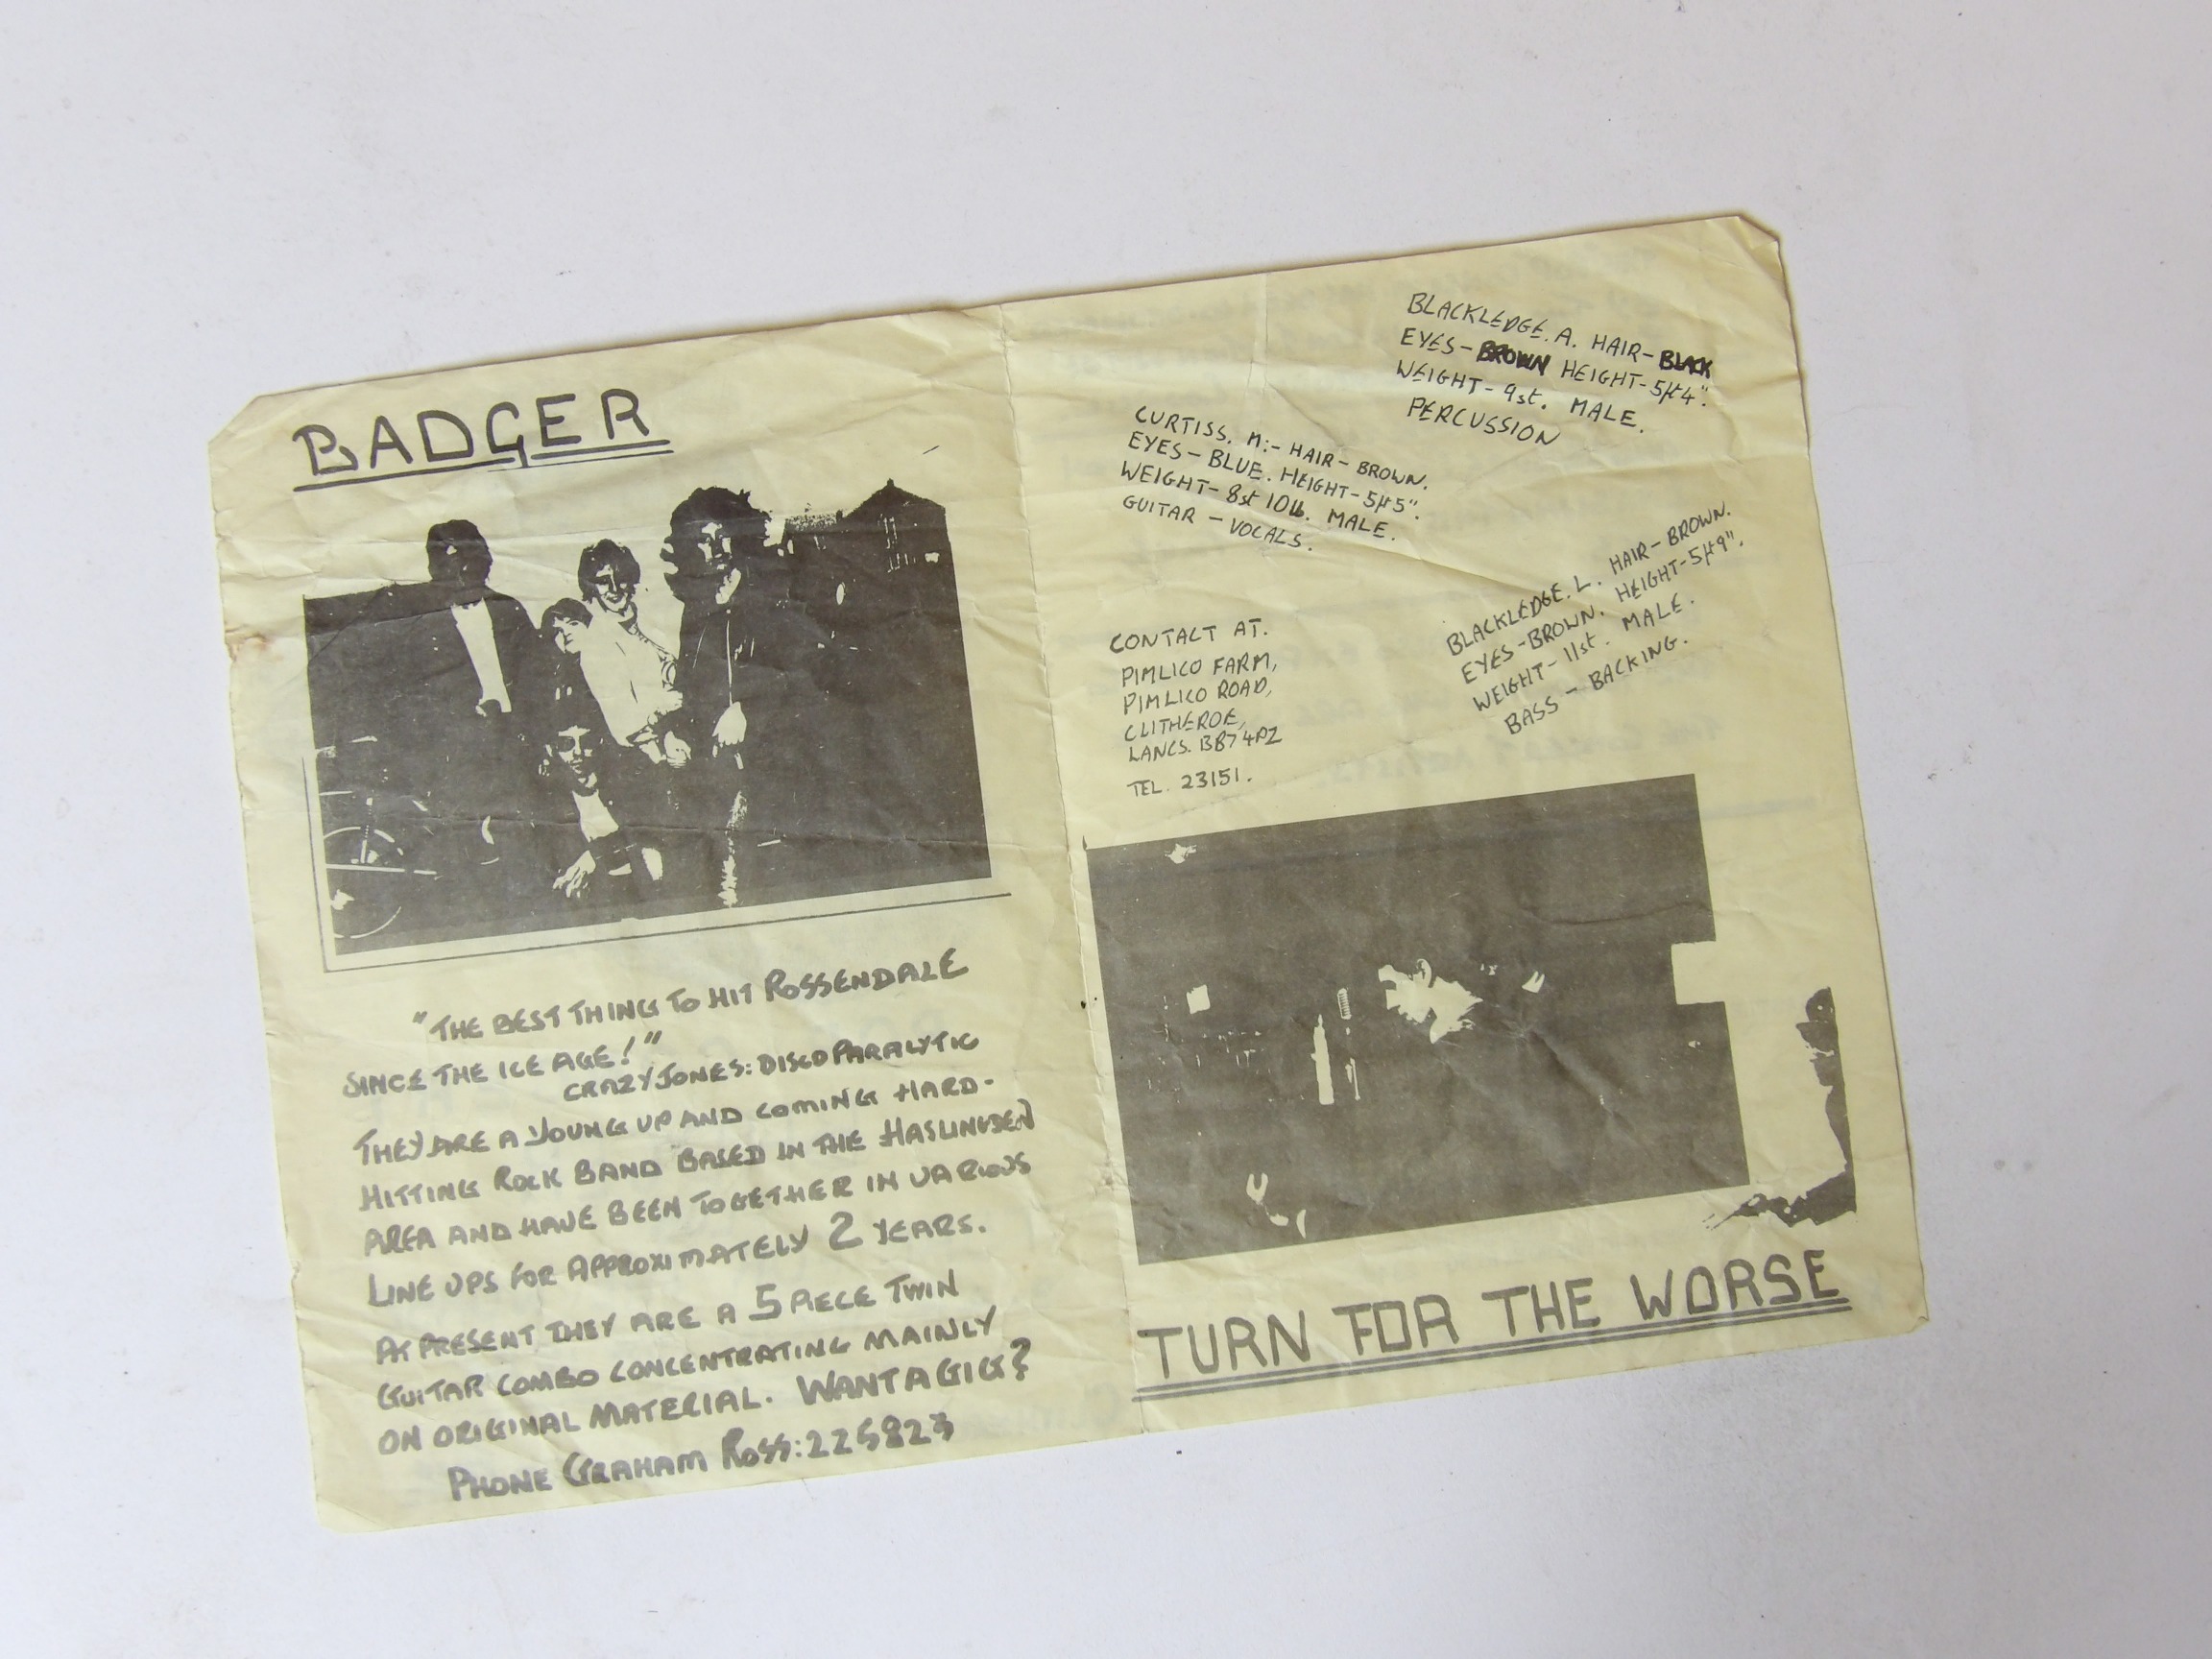 BADGER
"THE BEST THING TO HIT ROSSENDALE
SINCE THE ICE AGE!"
CRAZY JONES: DISCO PARALYTIC
THEY ARE A YOUNG UP AND COMING HARD-
HITTING ROCK BAND BASED IN THE HASLINGDEN
AREA AND HAVE BEEN TOGETHER IN VARIOUS
LINE UPS FOR APPROXIMATELY 2 YEARS.
AT PRESENT THEY ARE A 5 PIECE TWIN
GUITAR COMBO CONCENTRATING MAINLY
ON ORIGINAL MATERIAL. WANT A GIG?
PHONE GRAHAM ROSS: 225823
BLACKLEDGE. A. HAIR - BLACK
EYES - BROWN HEIGHT - 5ft 4".
WEIGHT - 9st. MALE.
PERCUSSION
CURTISS. M:- HAIR - BROWN.
EYES - BLUE. HEIGHT - 5ft 5".
WEIGHT - 8st 10lb. MALE.
GUITAR - VOCALS.
BLACKLEDGE. L. HAIR - BROWN.
EYES - BROWN. HEIGHT - 5ft 9".
WEIGHT - 11st. MALE.
BASS - BACKING.
CONTACT AT.
PIMLICO FARM,
PIMLICO ROAD,
CLITHEROE,
LANCS. BB7 4PZ
TEL. 23151.
TURN FOR THE WORSE